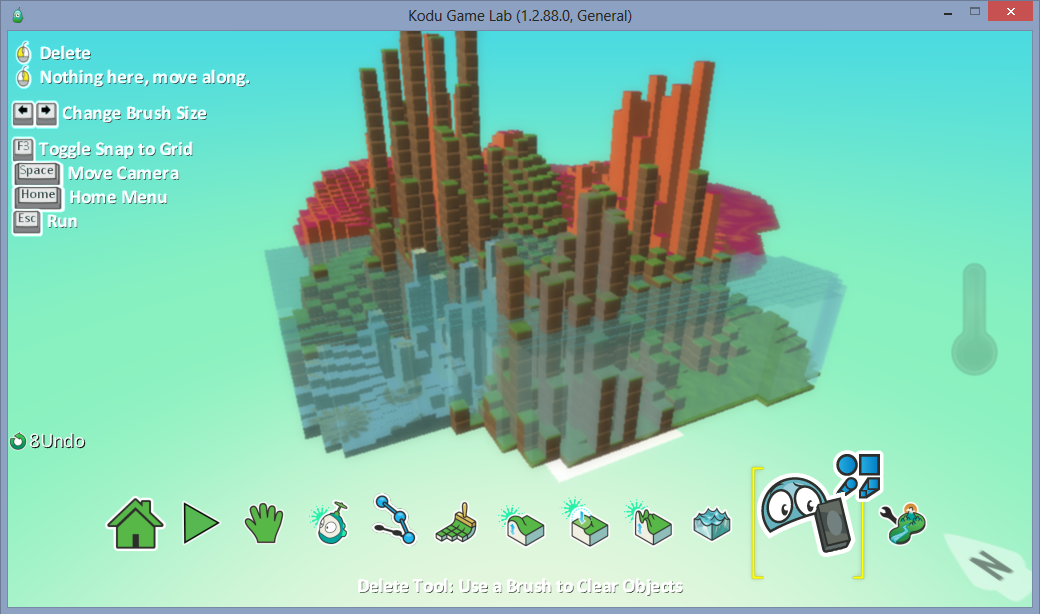 Kodu Game Lab (1.2.88.0, General)
Delete
Nothing here, move along.
Change Brush Size
F3 Toggle Snap to Grid
Space Move Camera
Home Home Menu
Esc Run
8Undo
Delete Tool: Use a Brush to Clear Objects
N